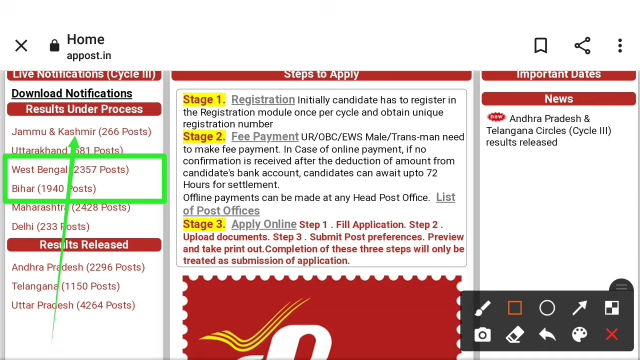 Home
appost.in
Live Notifications (Cycle III)
Download Notifications
Results Under Process
Jammu & Kashmir (266 Posts)
Uttarakhand (581 Posts)
West Bengal (2357 Posts)
Bihar (1940 Posts)
Maharashtra (2428 Posts)
Delhi (233 Posts)
Results Released
Andhra Pradesh (2296 Posts)
Telangana (1150 Posts)
Uttar Pradesh (4264 Posts)
Steps to Apply
Stage 1. Registration Initially candidate has to register in
the Registration module once per cycle and obtain unique
registration number
Stage 2. Fee Payment UR/OBC/EWS Male/Trans-man need
to make fee payment. In Case of online payment, if no
confirmation is received after the deduction of amount from
candidate's bank account, candidates can await upto 72
Hours for settlement.
Offline payments can be made at any Head Post Office. List
of Post Offices
Stage 3. Apply Online Step 1 . Fill Application. Step 2 .
Upload documents. Step 3 . Submit Post preferences. Preview
and take print out.Completion of these three steps will only be
treated as submission of application.
Important Dates
News
new Andhra Pradesh &
Telangana Circles (Cycle III)
results released